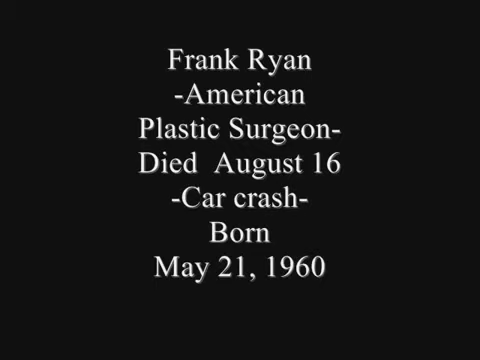 Frank Ryan
-American
Plastic Surgeon-
Died  August 16
-Car crash-
Born
May 21, 1960